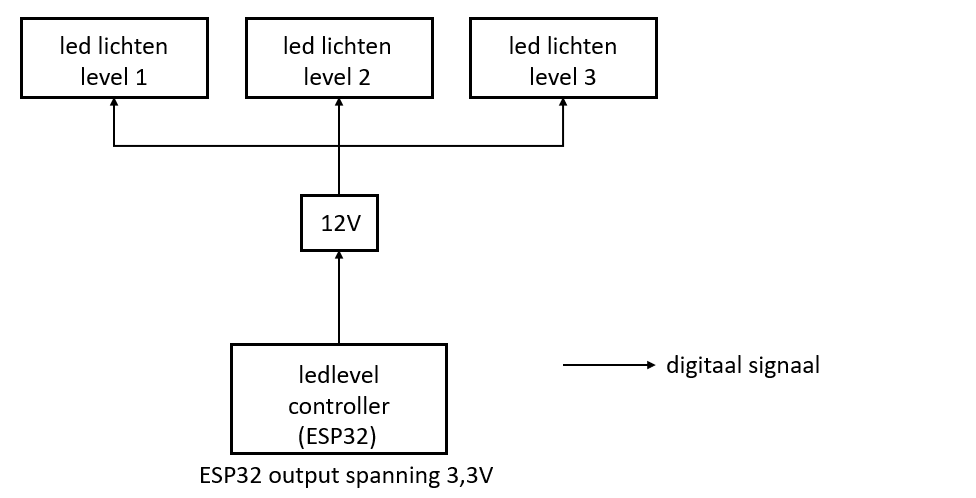 led lichten
level 1
led lichten
level 2
led lichten
level 3
12V
ledlevel
controller
(ESP32)
digitaal signaal
ESP32 output spanning 3,3V